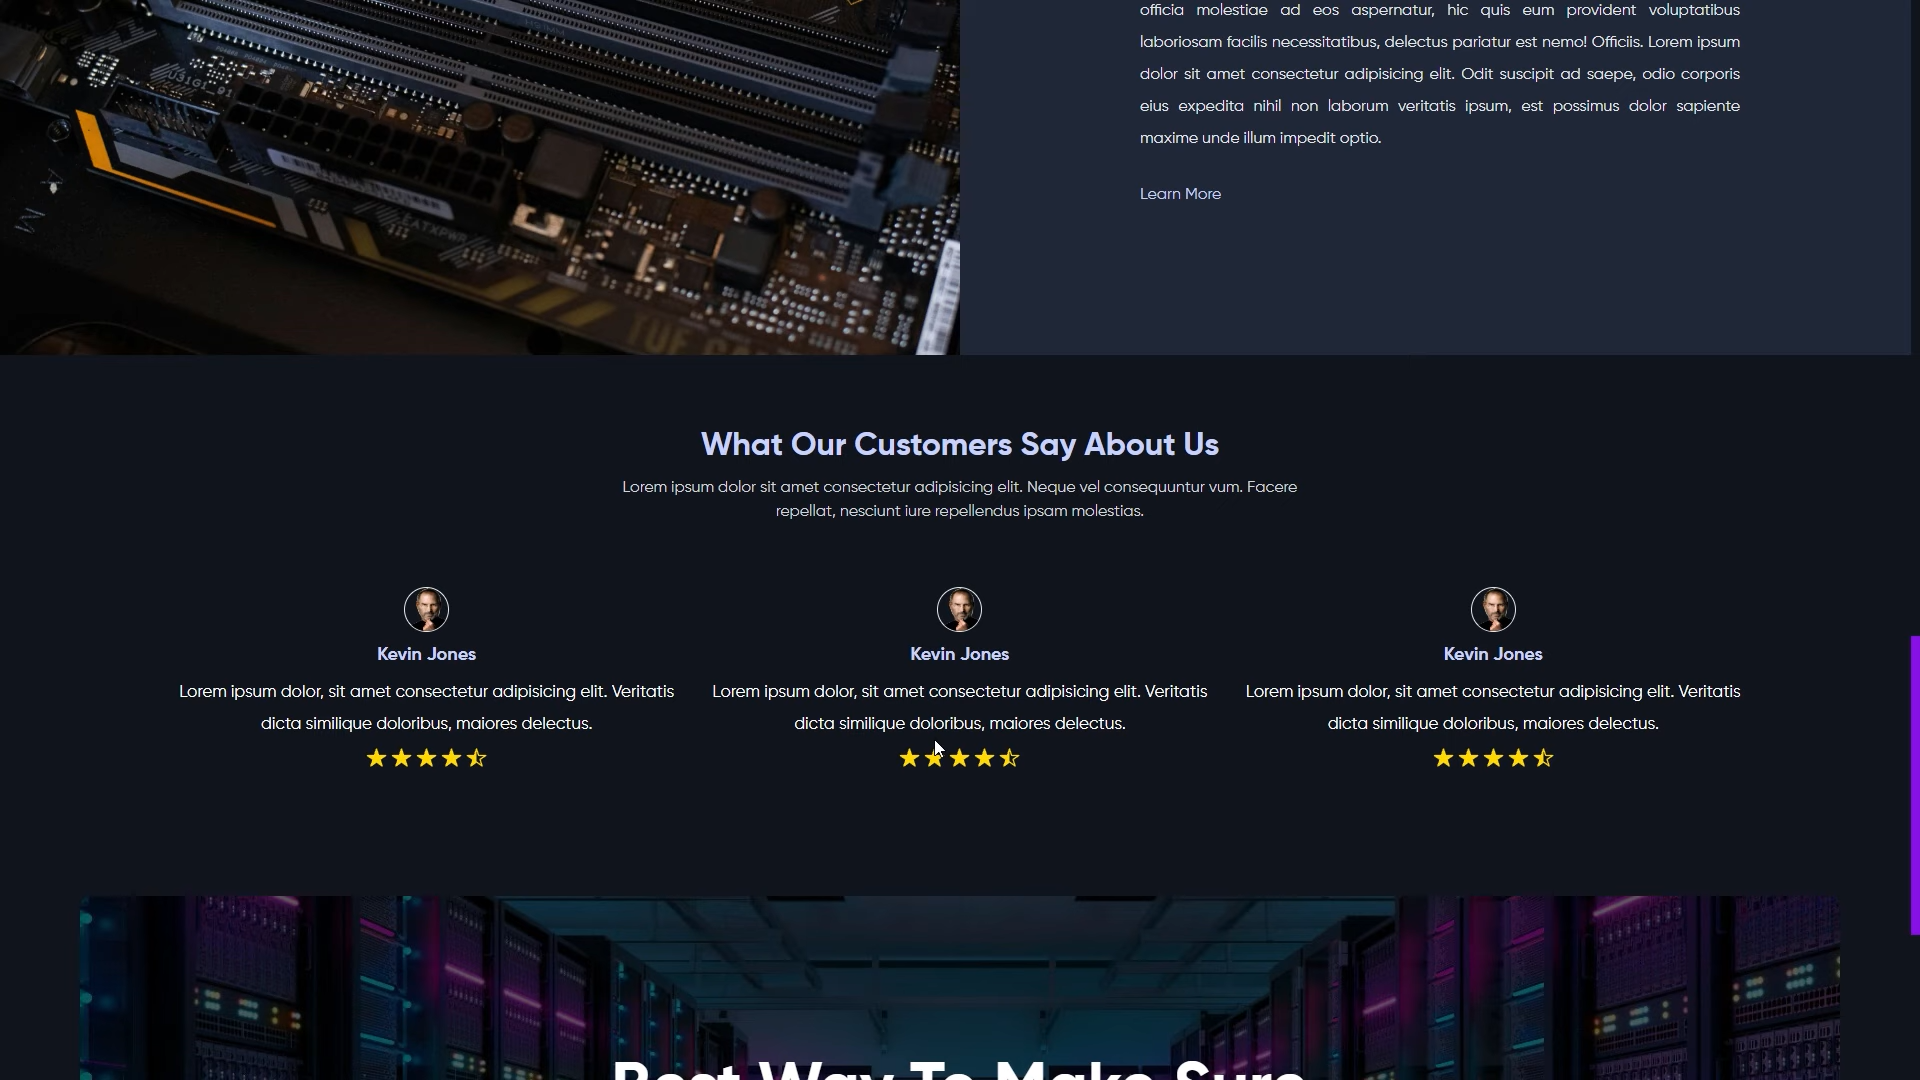 officia molestiae ad eos aspernatur, hic quis eum provident voluptatibus
laboriosam facilis necessitatibus, delectus pariatur est nemo! Officiis. Lorem ipsum
dolor sit amet consectetur adipisicing elit. Odit suscipit ad saepe, odio corporis
eius expedita nihil non laborum veritatis ipsum, est possimus dolor sapiente
maxime unde illum impedit optio.
Learn More
U31G1_91
EATXPWR
What Our Customers Say About Us
Lorem ipsum dolor sit amet consectetur adipisicing elit. Neque vel consequuntur vum. Facere
repellat, nesciunt iure repellendus ipsam molestias.
Kevin Jones
Lorem ipsum dolor, sit amet consectetur adipisicing elit. Veritatis
dicta similique doloribus, maiores delectus.
Kevin Jones
Lorem ipsum dolor, sit amet consectetur adipisicing elit. Veritatis
dicta similique doloribus, maiores delectus.
Kevin Jones
Lorem ipsum dolor, sit amet consectetur adipisicing elit. Veritatis
dicta similique doloribus, maiores delectus.
Best Way To Make Sure